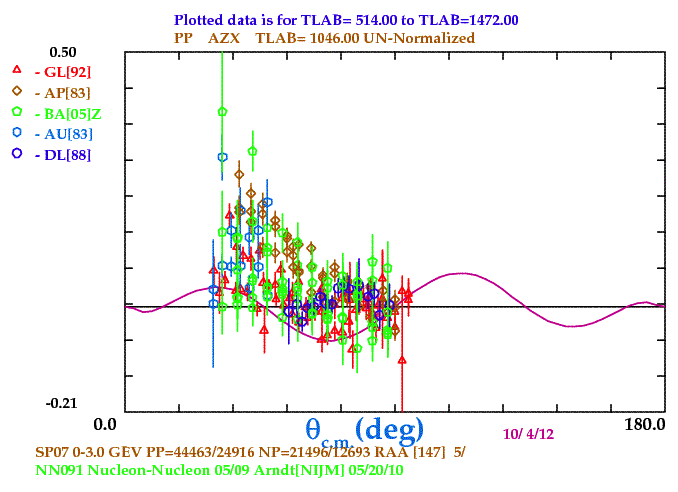 Plotted data is for TLAB= 514.00 to TLAB=1472.00
PP AZX TLAB= 1046.00 UN-Normalized
0.50
- GL[92]
- AP[83]
- BA[05]Z
- AU[83]
- DL[88]
-0.21
0.0
θc.m.(deg)
180.0
10/ 4/12
SP07 0-3.0 GEV PP=44463/24916 NP=21496/12693 RAA [147] 5/
NN091 Nucleon-Nucleon 05/09 Arndt[NIJM] 05/20/10